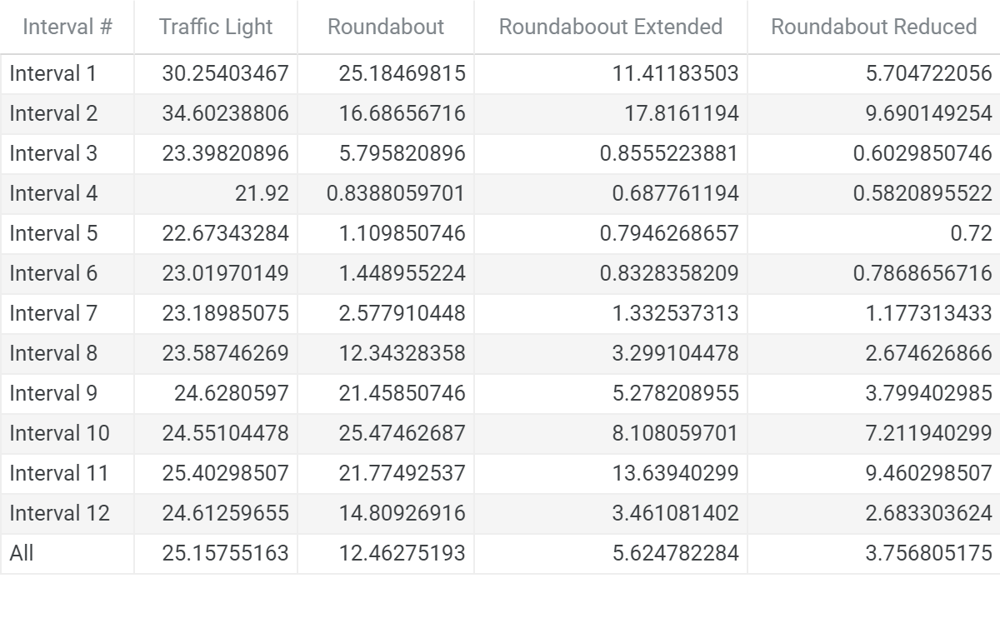 Interval # Traffic Light Roundabout Roundaboout Extended Roundabout Reduced
Interval 1 30.25403467 25.18469815 11.41183503 5.704722056
Interval 2 34.60238806 16.68656716 17.8161194 9.690149254
Interval 3 23.39820896 5.795820896 0.8555223881 0.6029850746
Interval 4 21.92 0.8388059701 0.687761194 0.5820895522
Interval 5 22.67343284 1.109850746 0.7946268657 0.72
Interval 6 23.01970149 1.448955224 0.8328358209 0.7868656716
Interval 7 23.18985075 2.577910448 1.332537313 1.177313433
Interval 8 23.58746269 12.34328358 3.299104478 2.674626866
Interval 9 24.6280597 21.45850746 5.278208955 3.799402985
Interval 10 24.55104478 25.47462687 8.108059701 7.211940299
Interval 11 25.40298507 21.77492537 13.63940299 9.460298507
Interval 12 24.61259655 14.80926916 3.461081402 2.683303624
All 25.15755163 12.46275193 5.624782284 3.756805175